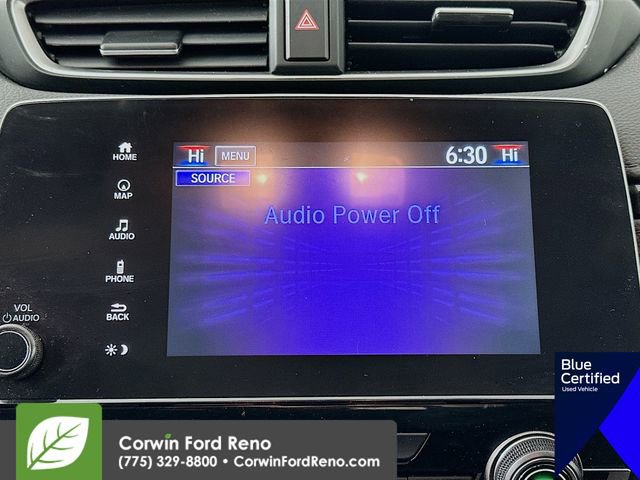 HOME
MAP
AUDIO
PHONE
BACK
VOL
AUDIO
Hi MENU 6:30 Hi
SOURCE
Audio Power Off
Blue
Certified
Used Vehicle
Corwin Ford Reno
(775) 329-8800 • CorwinFordReno.com